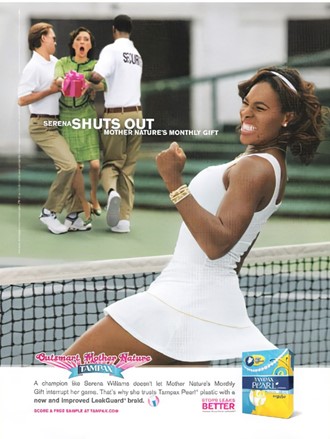 SECURI
SERENA SHUTS OUT
MOTHER NATURE'S MONTHLY GIFT
Outsmart Mother Nature
TAMPAX
A champion like Serena Williams doesn't let Mother Nature's Monthly
Gift interrupt her game. That's why she trusts Tampax Pearl® plastic with a
new and improved LeakGuard® braid.
SCORE A FREE SAMPLE AT TAMPAX.COM
STOPS LEAKS
BETTER
TAMPAX
PEARL